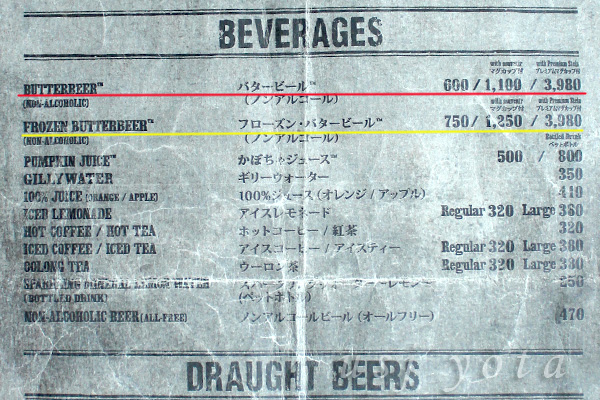 BEVERAGES
with souvenir with Premium Stein
マグカップ付 プレミアムマグカップ付
BUTTERBEER™ バタービール™ 600 / 1,100 / 3,980
(NON-ALCOHOLIC) (ノンアルコール)
with souvenir with Premium Stein
マグカップ付 プレミアムマグカップ付
FROZEN BUTTERBEER™ フローズン・バタービール™ 750 / 1,250 / 3,980
(NON-ALCOHOLIC) (ノンアルコール)
Bottled Drink
ペットボトル
PUMPKIN JUICE™ かぼちゃジュース™ 500 / 800
GILLYWATER ギリーウォーター 350
100% JUICE (ORANGE / APPLE) 100%ジュース (オレンジ / アップル) 410
ICED LEMONADE アイスレモネード Regular 320 Large 380
HOT COFFEE / HOT TEA ホットコーヒー / 紅茶 320
ICED COFFEE / ICED TEA アイスコーヒー / アイスティー Regular 320 Large 380
OOLONG TEA ウーロン茶 Regular 320 Large 380
SPARKLING MINERAL LEMON WATER
(BOTTLED DRINK) (ペットボトル)
NON-ALCOHOLIC BEER (ALL-FREE) ノンアルコールビール (オールフリー) 470
DRAUGHT BEERS